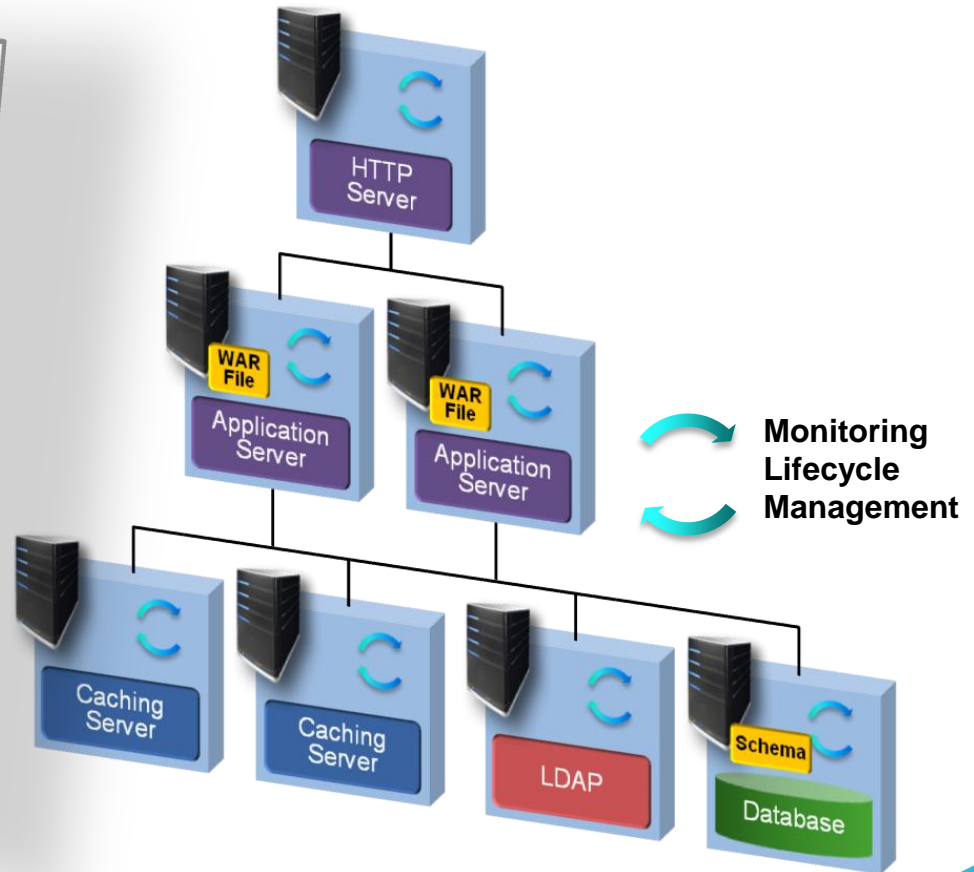 HTTP
Server
WAR
File
Application
Server
WAR
File
Application
Server
Monitoring
Lifecycle
Management
Caching
Server
Caching
Server
LDAP
Schema
Database